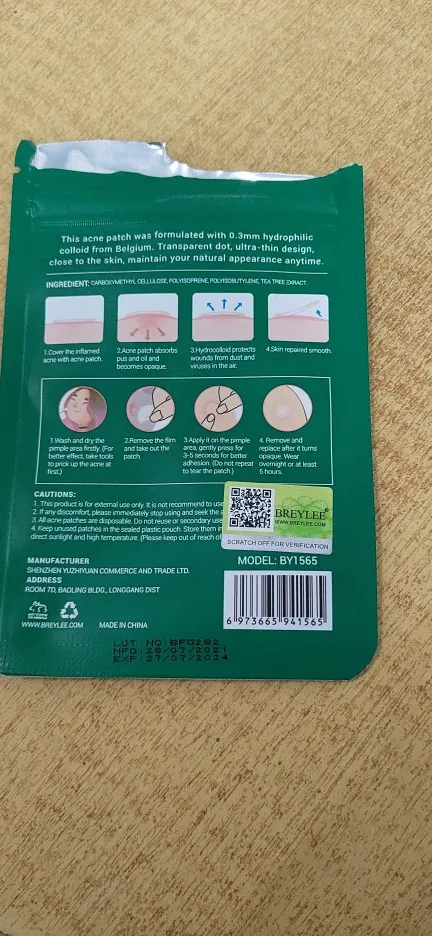 This acne patch was formulated with 0.3mm hydrophilic
colloid from Belgium. Transparent dot, ultra-thin design,
close to the skin, maintain your natural appearance anytime.
INGREDIENT: CARBOXYMETHYL CELLULOSE, POLYISOPRENE, POLYISOBUTYLENE, TEA TREE EXTRACT.
1.Cover the inflamed
acne with acne patch.
2.Acne patch absorbs
pus and oil and
becomes opaque.
3.Hydrocolloid protects
wounds from dust and
viruses in the air.
4.Skin repaired smooth.
1.Wash and dry the
pimple area firstly. (For
better effect, take tools
to prick up the acne at
first.)
2.Remove the film
and take out the
patch.
3.Apply it on the pimple
area, gently press for
3-5 seconds for better
adhesion. (Do not repeat
to tear the patch.)
4. Remove and
replace after it turns
opaque. Wear
overnight or at least
5 hours.
CAUTIONS:
1. This product is for external use only. It is not recommend to use
2. If any discomfort, please immediately stop using and seek the
3. All acne patches are disposable. Do not reuse or secondary use
4. Keep unused patches in the sealed plastic pouch. Store them in
direct sunlight and high temperature. (Please keep out of reach of
BREYLEE
WWW.BREYLEE.COM
SCRATCH OFF FOR VERIFICATION
MANUFACTURER
SHENZHEN YUZHIYUAN COMMERCE AND TRADE LTD.
ADDRESS
ROOM 7D, BAOLING BLDG., LONGGANG DIST
MODEL: BY1565
6 973665 941565
WWW.BREYLEE.COM MADE IN CHINA
LOT NO:BFG282
MFG:28/07/2021
EXP:27/07/2024